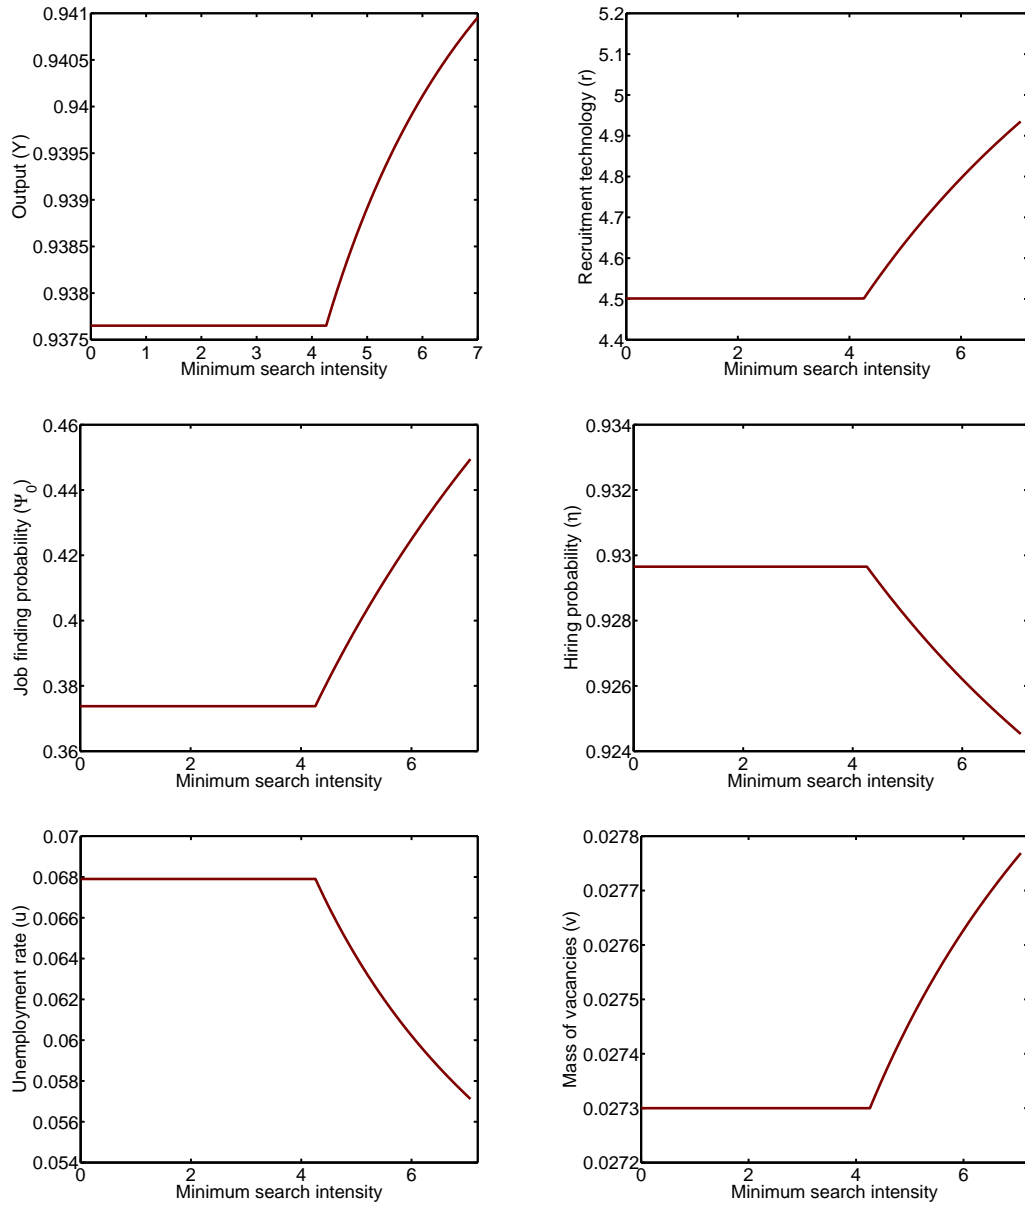 0.941
0.9405
0.94
0.9395
0.939
0.9385
0.938
0.9375
Output (Y)
0 1 2 3 4 5 6 7
Minimum search intensity
5.2
5.1
5
4.9
4.8
4.7
4.6
4.5
4.4
Recruitment technology (r)
0 2 4 6
Minimum search intensity
0.46
0.44
0.42
0.4
0.38
0.36
Job finding probability (Ψ0)
0 2 4 6
Minimum search intensity
0.934
0.932
0.93
0.928
0.926
0.924
Hiring probability (η)
0 2 4 6
Minimum search intensity
0.07
0.068
0.066
0.064
0.062
0.06
0.058
0.056
0.054
Unemployment rate (u)
0 2 4 6
Minimum search intensity
0.0278
0.0277
0.0276
0.0275
0.0274
0.0273
0.0272
Mass of vacancies (v)
0 2 4 6
Minimum search intensity